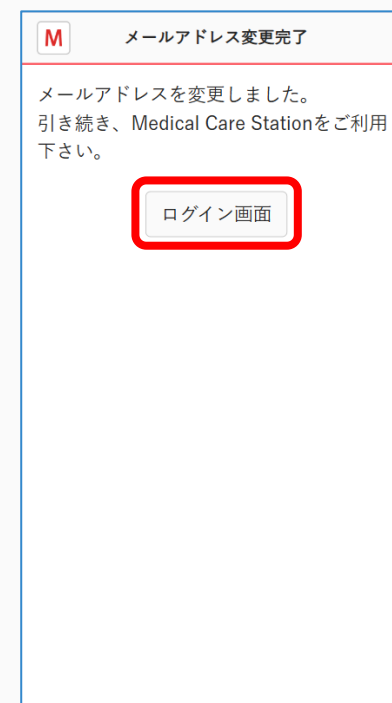 M
メールアドレス変更完了
メールアドレスを変更しました。
引き続き、Medical Care Stationをご利用
下さい。
ログイン画面